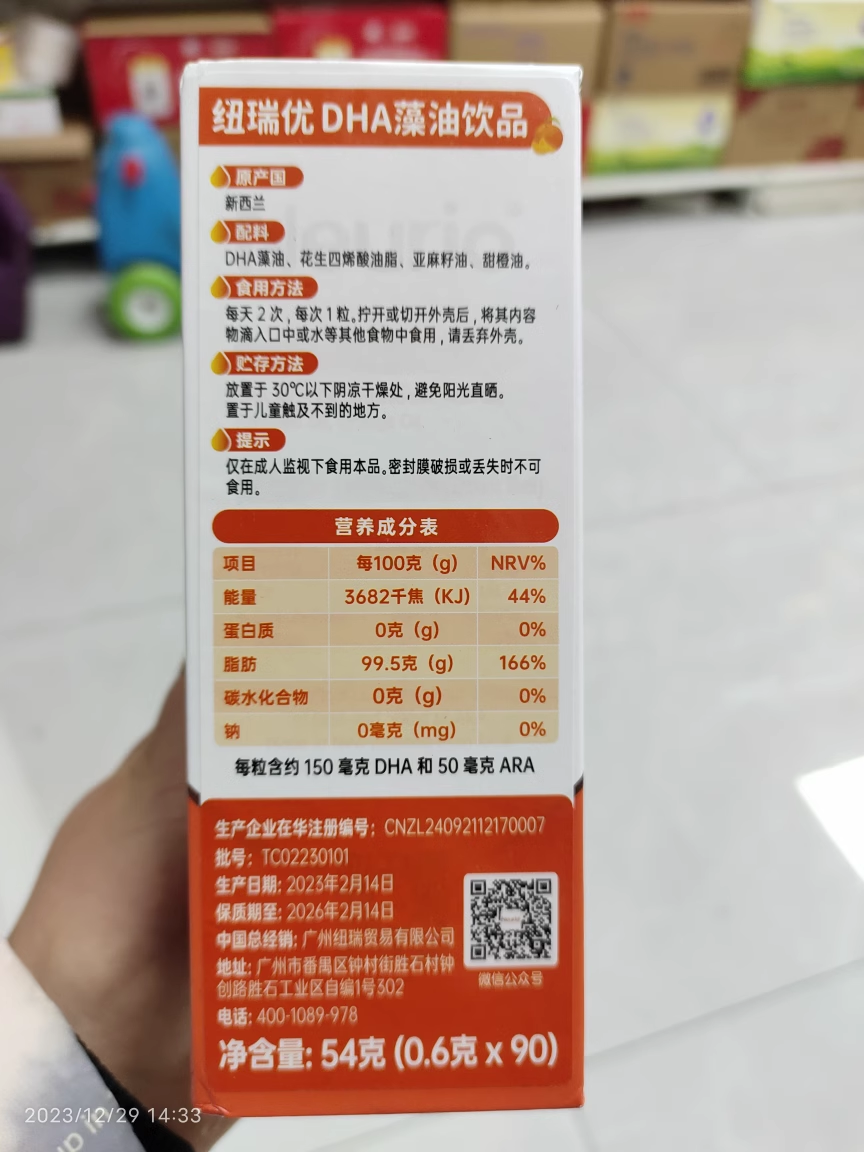 纽瑞优DHA藻油饮品
原产国
新西兰
配料
DHA藻油、花生四烯酸油脂、亚麻籽油、甜橙油。
食用方法
每天2次,每次1粒。拧开或切开外壳后,将其内容
物滴入口中或水等其他食物中食用,请丢弃外壳。
贮存方法
放置于30℃以下阴凉干燥处,避免阳光直晒。
置于儿童触及不到的地方。
提示
仅在成人监视下食用本品。密封膜破损或丢失时不可
食用。
营养成分表
项目 每100克(g) NRV%
能量 3682千焦(KJ) 44%
蛋白质 0克(g) 0%
脂肪 99.5克(g) 166%
碳水化合物 0克(g) 0%
钠 0毫克(mg) 0%
每粒含约150毫克DHA和50毫克ARA
生产企业在华注册编号:CNZL24092112170007
批号:TC02230101
生产日期:2023年2月14日
保质期至:2026年2月14日
中国总经销:广州纽瑞贸易有限公司
地址:广州市番禺区钟村街胜石村钟
创路胜石工业区自编1号302
微信公众号
电话:400-1089-978
净含量:54克(0.6克x90)
2023/12/29 14:33